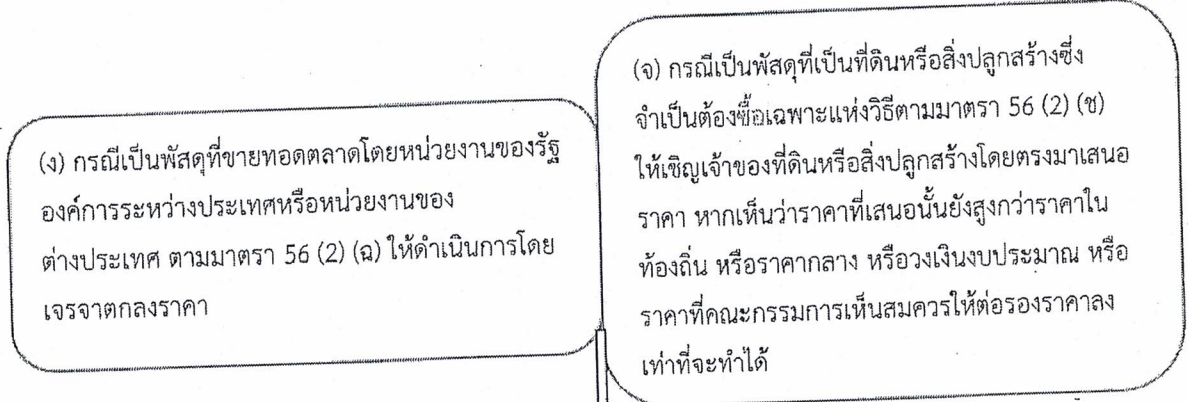 (ง) กรณีเป็นพัสดุที่ขายทอดตลาดโดยหน่วยงานของรัฐ
องค์การระหว่างประเทศหรือหน่วยงานของ
ต่างประเทศ ตามมาตรา 56 (2) (ฉ) ให้ดำเนินการโดย
เจรจาตกลงราคา
(จ) กรณีเป็นพัสดุที่เป็นที่ดินหรือสิ่งปลูกสร้างซึ่ง
จำเป็นต้องซื้อเฉพาะแห่งวิธีตามมาตรา 56 (2) (ช)
ให้เชิญเจ้าของที่ดินหรือสิ่งปลูกสร้างโดยตรงมาเสนอ
ราคา หากเห็นว่าราคาที่เสนอนั้นยังสูงกว่าราคาใน
ท้องถิ่น หรือราคากลาง หรือวงเงินงบประมาณ หรือ
ราคาที่คณะกรรมการเห็นสมควรให้ต่อรองราคาลง
เท่าที่จะทำได้